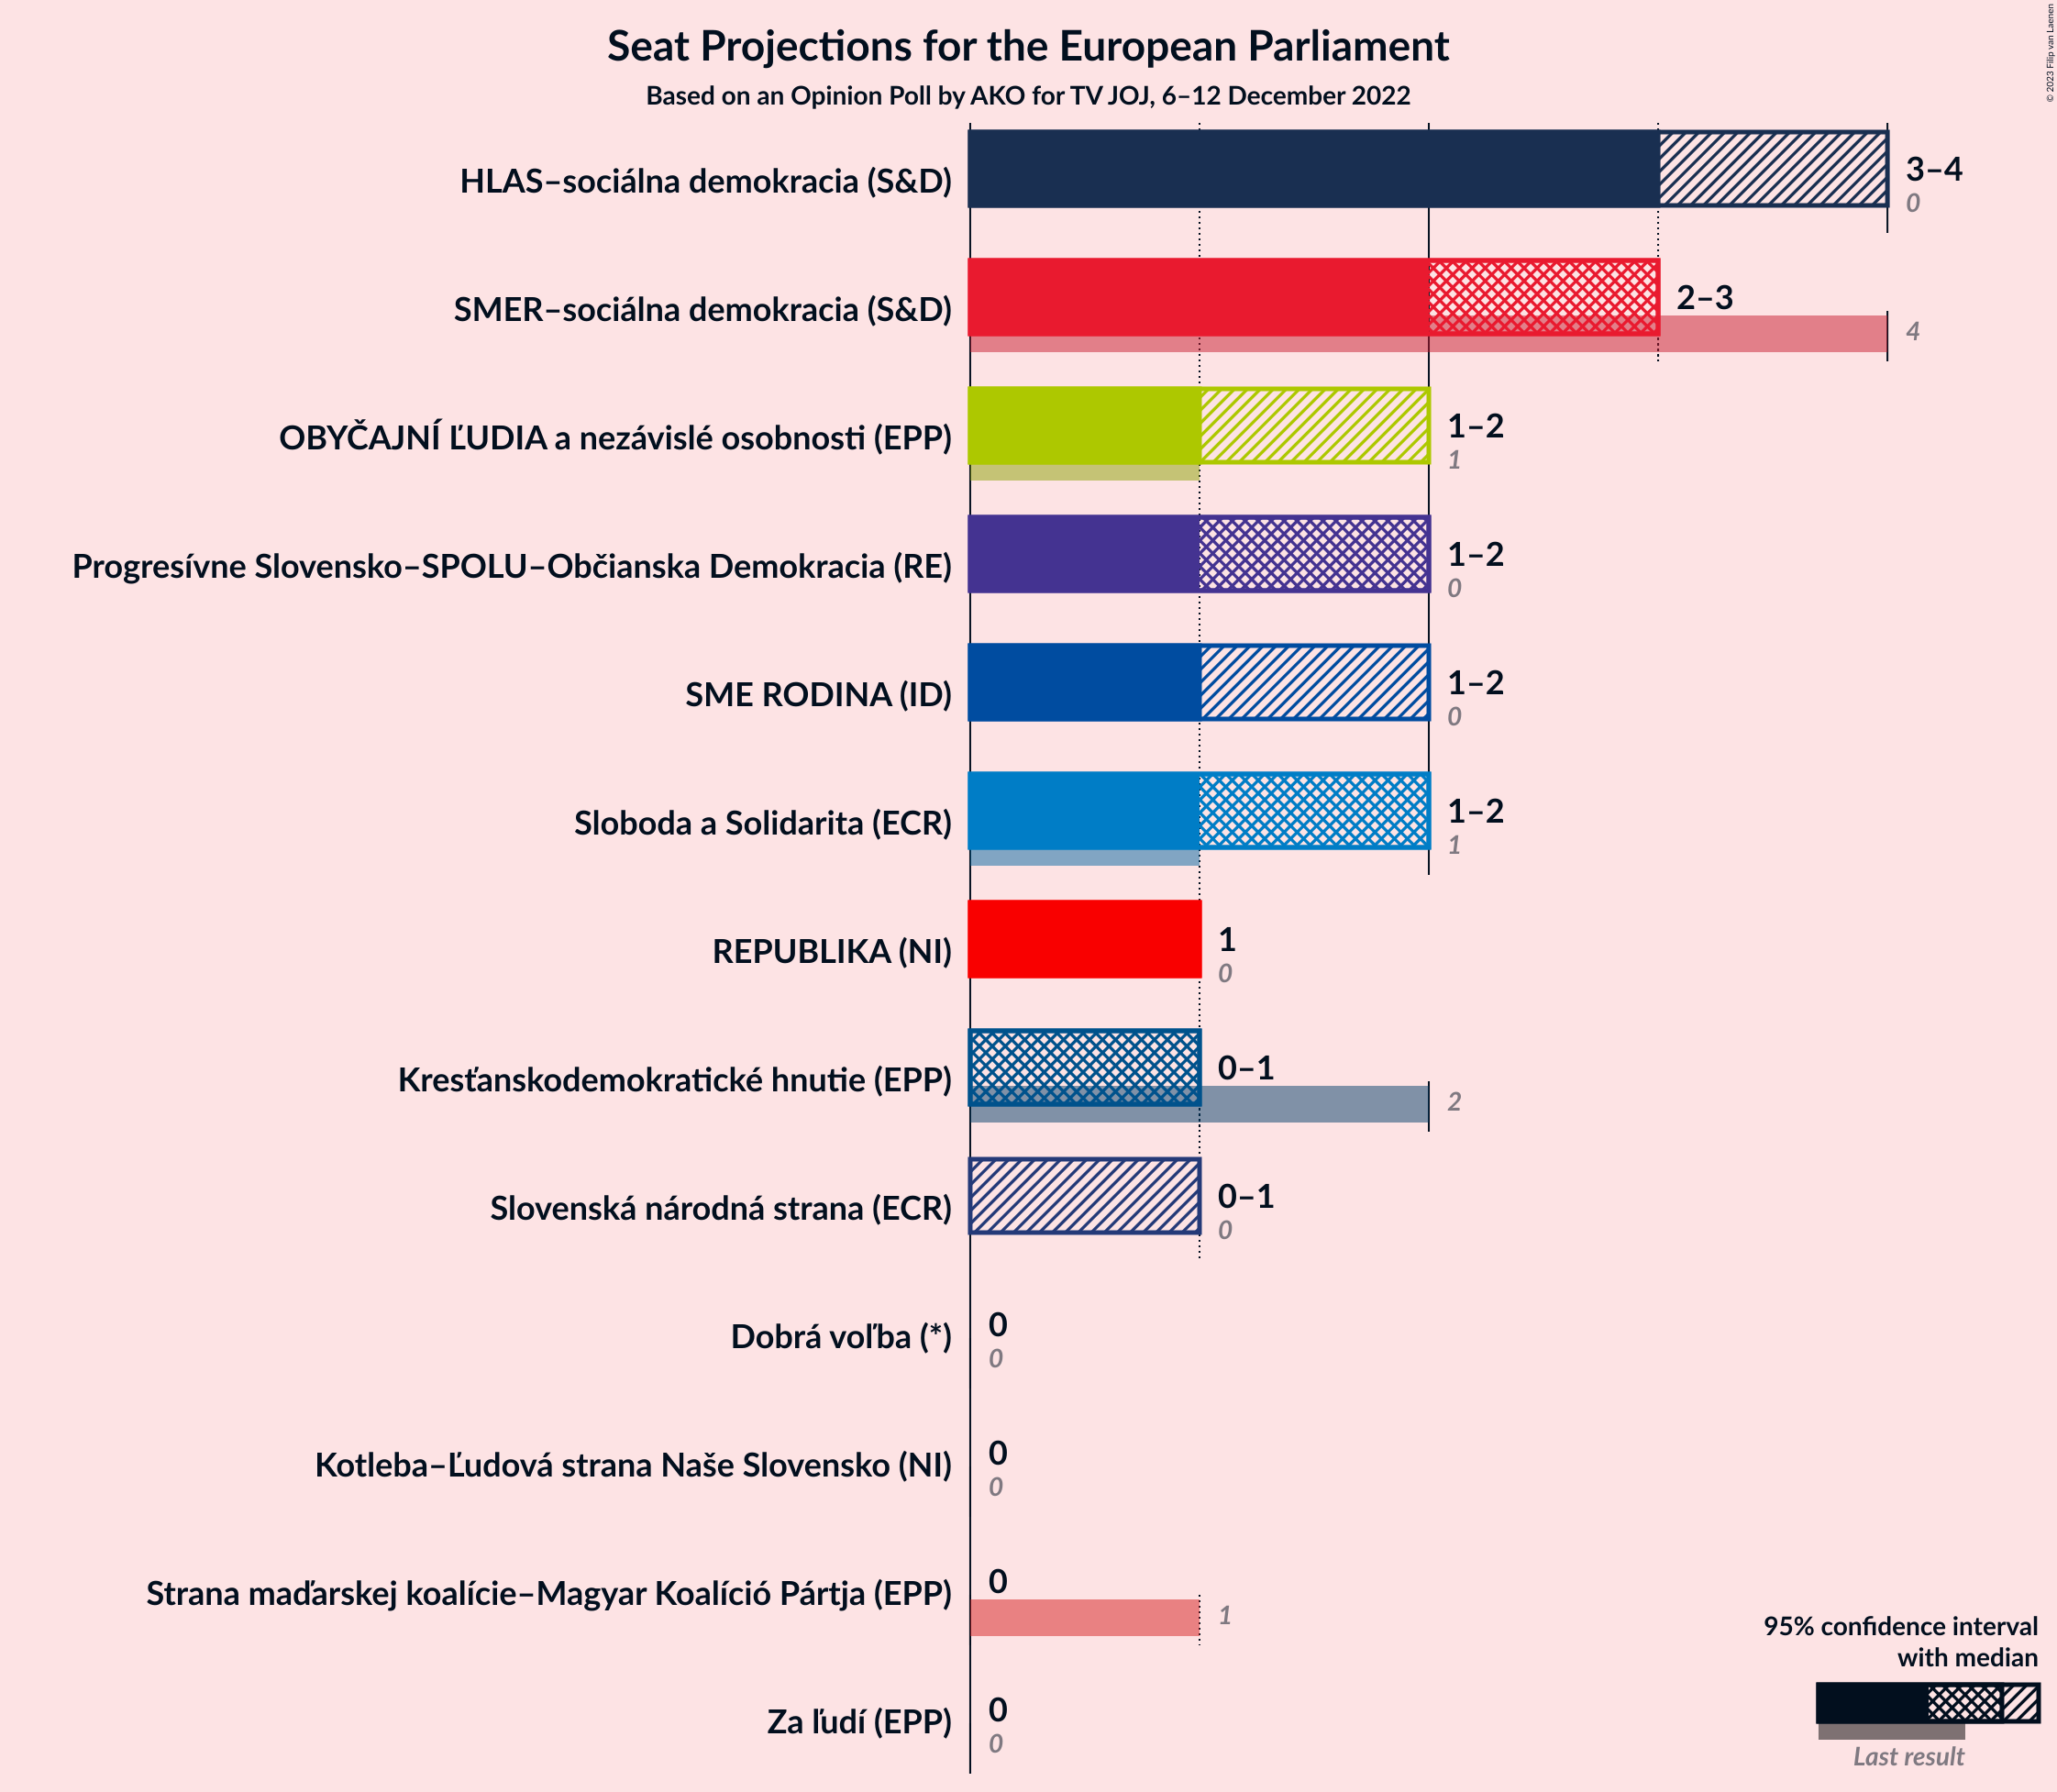 Seat Projections for the European Parliament
Based on an Opinion Poll by AKO for TV JOJ, 6–12 December 2022
© 2023 Filip van Laenen
HLAS–sociálna demokracia (S&D)
3–4
0
SMER–sociálna demokracia (S&D)
2–3
4
OBYČAJNÍ ĽUDIA a nezávislé osobnosti (EPP)
1–2
1
Progresívne Slovensko–SPOLU–Občianska Demokracia (RE)
1–2
0
SME RODINA (ID)
1–2
0
Sloboda a Solidarita (ECR)
1–2
1
REPUBLIKA (NI)
1
0
Kresťanskodemokratické hnutie (EPP)
0–1
2
Slovenská národná strana (ECR)
0–1
0
Dobrá voľba (*)
0
0
Kotleba–Ľudová strana Naše Slovensko (NI)
0
0
Strana maďarskej koalície–Magyar Koalíció Pártja (EPP)
0
1
Za ľudí (EPP)
0
0
95% confidence interval
with median
Last result